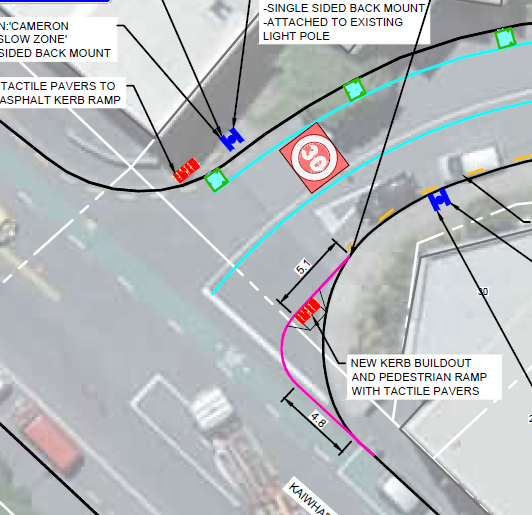 -SINGLE SIDED BACK MOUNT
-ATTACHED TO EXISTING
LIGHT POLE
N:'CAMERON
SLOW ZONE'
SIDED BACK MOUNT
TACTILE PAVERS TO
ASPHALT KERB RAMP
30
5.1
30
NEW KERB BUILDOUT
AND PEDESTRIAN RAMP
WITH TACTILE PAVERS
4.8
KAIWHA